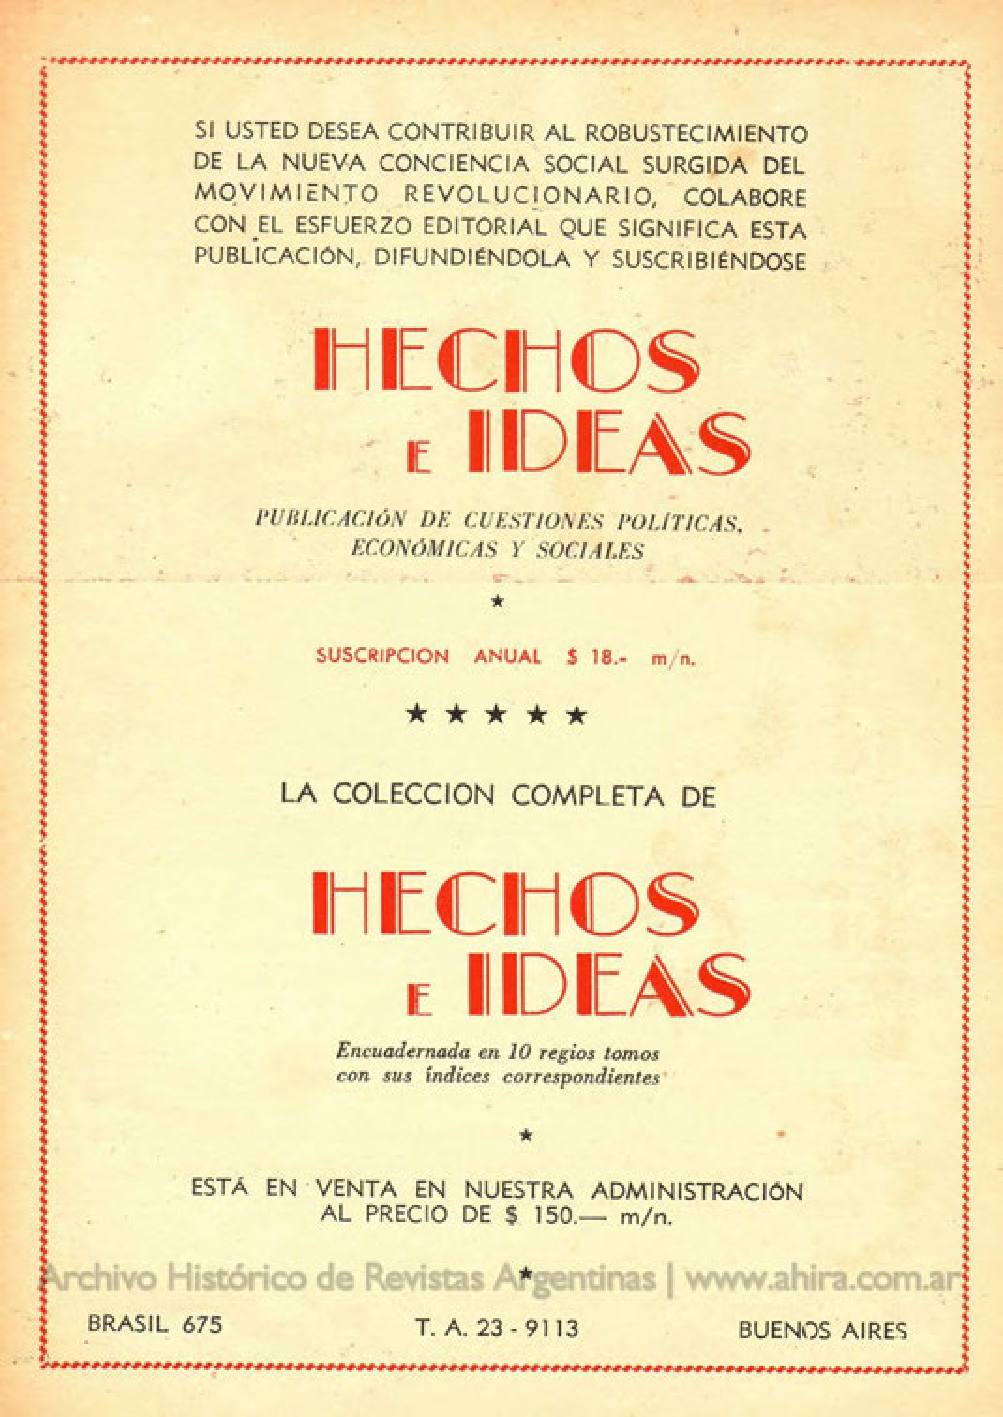 SI USTED DESEA CONTRIBUIR AL ROBUSTECIMIENTO
DE LA NUEVA CONCIENCIA SOCIAL SURGIDA DEL
MOVIMIENTO REVOLUCIONARIO, COLABORE
CON EL ESFUERZO EDITORIAL QUE SIGNIFICA ESTA
PUBLICACIÓN, DIFUNDIÉNDOLA Y SUSCRIBIÉNDOSE
HECHOS
E IDEAS
PUBLICACIÓN DE CUESTIONES POLÍTICAS,
ECONÓMICAS Y SOCIALES
★
SUSCRIPCION ANUAL $ 18.- m/n.
★ ★ ★ ★ ★
LA COLECCION COMPLETA DE
HECHOS
E IDEAS
Encuadernada en 10 regios tomos
con sus índices correspondientes
★
ESTÁ EN VENTA EN NUESTRA ADMINISTRACIÓN
AL PRECIO DE $ 150.— m/n.
★
Archivo Histórico de Revistas Argentinas | www.ahira.com.ar
BRASIL 675 T. A. 23 - 9113 BUENOS AIRES